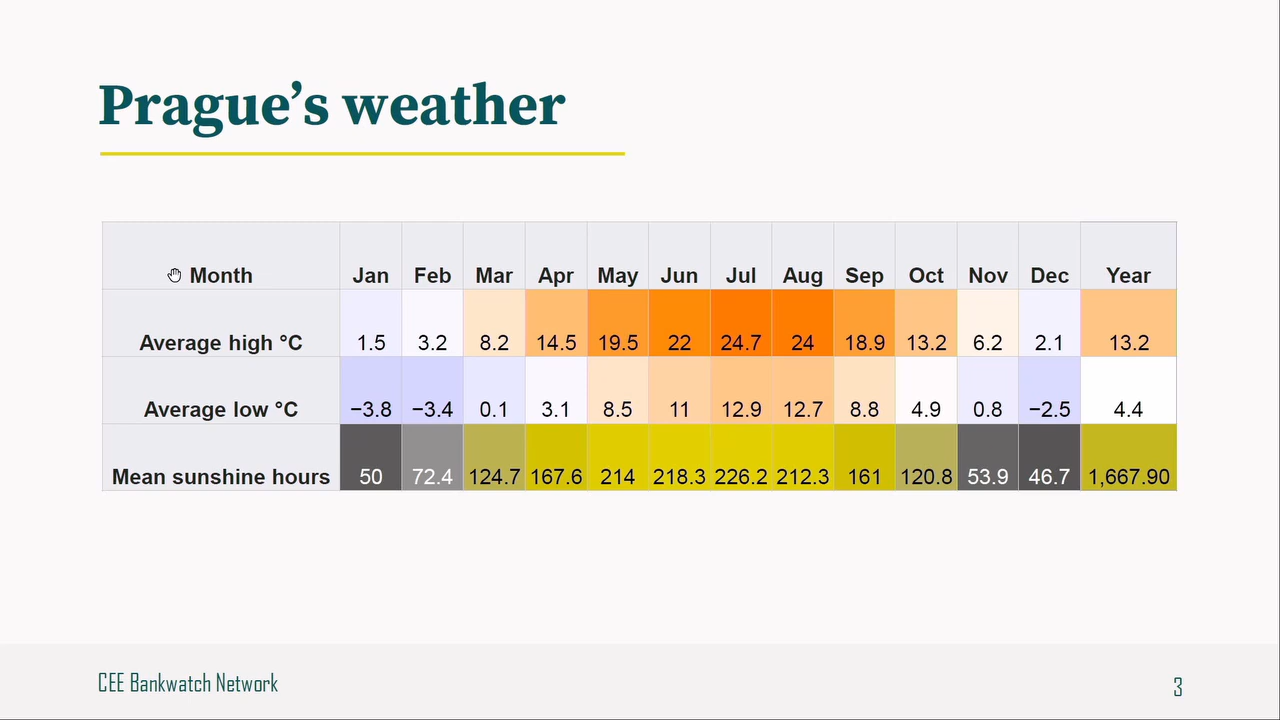 Prague’s weather
Month Jan Feb Mar Apr May Jun Jul Aug Sep Oct Nov Dec Year
Average high °C 1.5 3.2 8.2 14.5 19.5 22 24.7 24 18.9 13.2 6.2 2.1 13.2
Average low °C −3.8 −3.4 0.1 3.1 8.5 11 12.9 12.7 8.8 4.9 0.8 −2.5 4.4
Mean sunshine hours 50 72.4 124.7 167.6 214 218.3 226.2 212.3 161 120.8 53.9 46.7 1,667.90
CEE Bankwatch Network
3